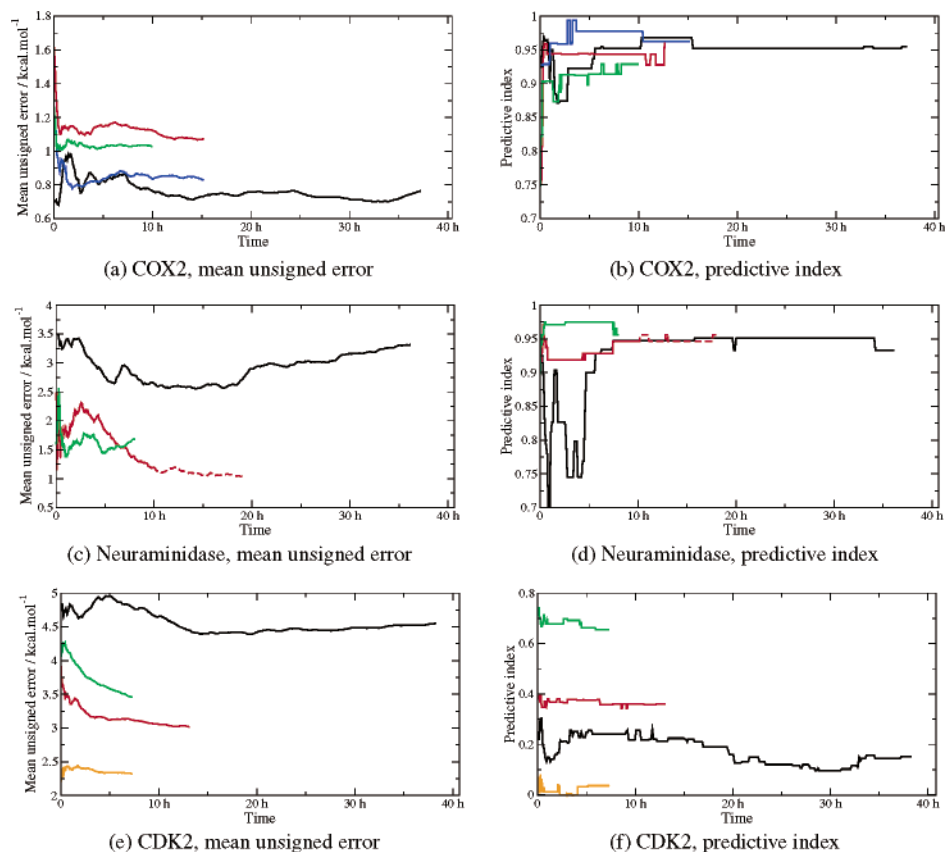 Mean unsigned error / kcal.mol⁻¹
1.8
1.6
1.4
1.2
1
0.8
0.6
0 10 h 20 h 30 h 40 h
Time
(a) COX2, mean unsigned error
Predictive index
1
0.95
0.9
0.85
0.8
0.75
0.7
0 10 h 20 h 30 h 40 h
Time
(b) COX2, predictive index
Mean unsigned error / kcal.mol⁻¹
4
3.5
3
2.5
2
1.5
1
0.5
0 10 h 20 h 30 h 40 h
Time
(c) Neuraminidase, mean unsigned error
Predictive index
1
0.95
0.9
0.85
0.8
0.75
0.7
0 10 h 20 h 30 h 40 h
Time
(d) Neuraminidase, predictive index
Mean unsigned error / kcal.mol⁻¹
5
4.5
4
3.5
3
2.5
2
0 10 h 20 h 30 h 40 h
Time
(e) CDK2, mean unsigned error
Predictive index
0.8
0.6
0.4
0.2
0
0 10 h 20 h 30 h 40 h
Time
(f) CDK2, predictive index